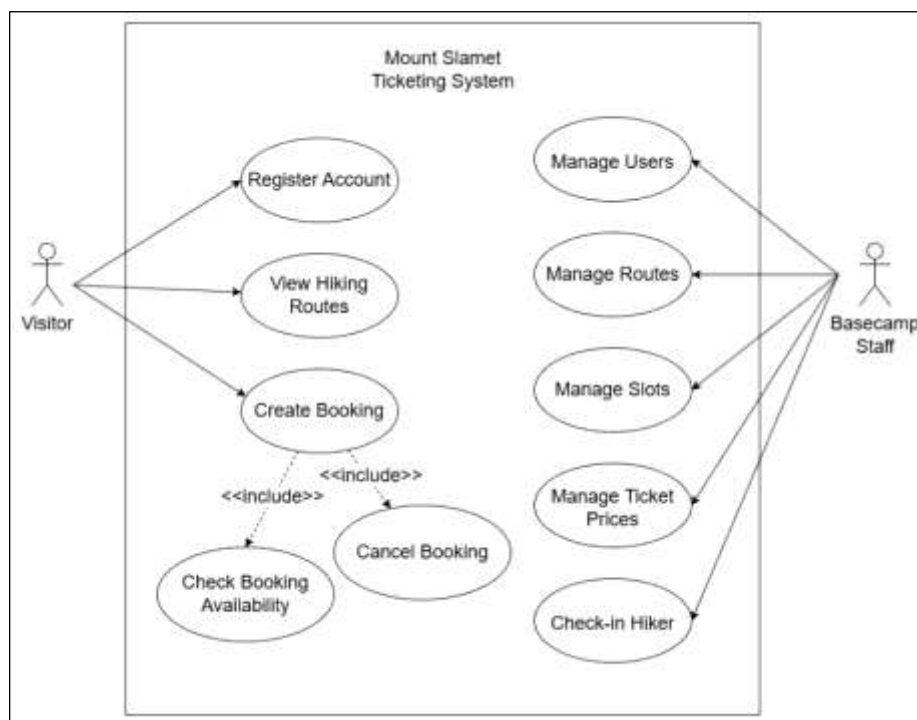 Mount Slamet
Ticketing System
Register Account
View Hiking
Routes
Create Booking
<<include>>
<<include>>
Check Booking
Availability
Cancel Booking
Visitor
Manage Users
Manage Routes
Manage Slots
Manage Ticket
Prices
Check-in Hiker
Basecamp
Staff